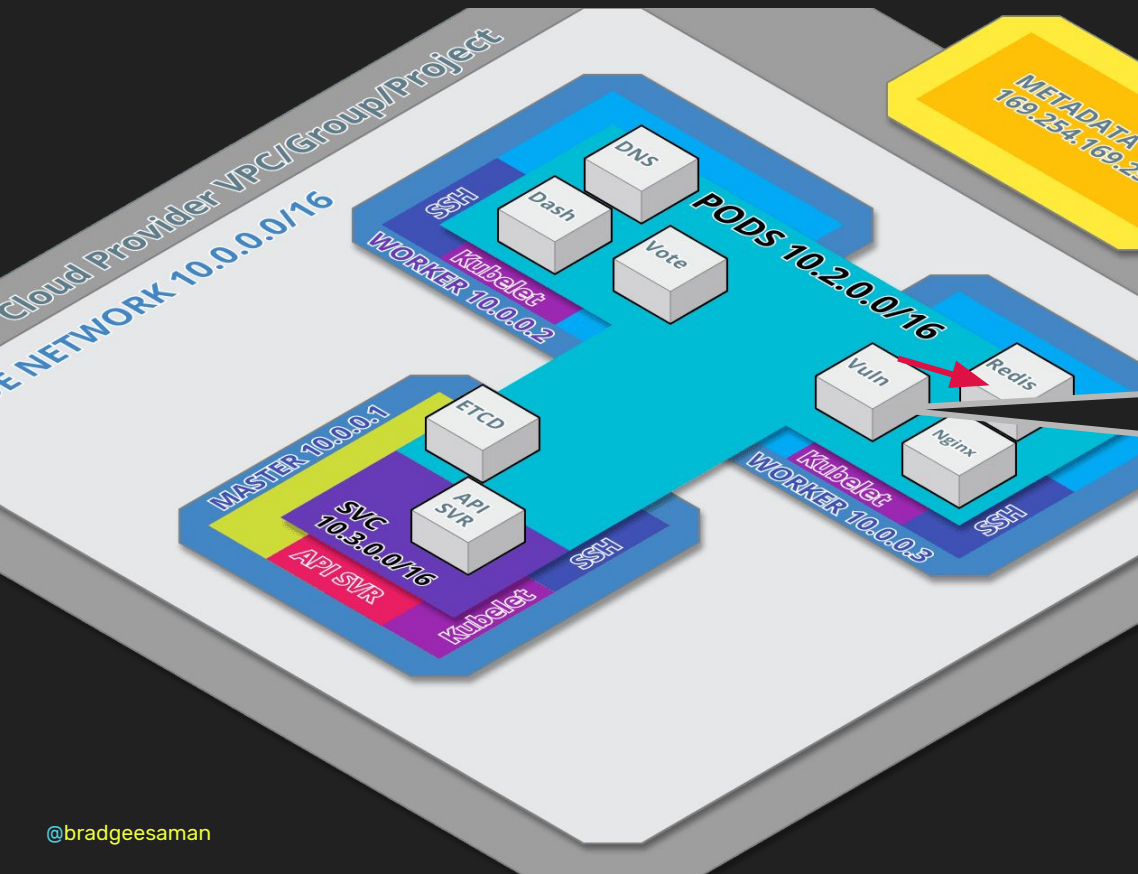 Cloud Provider VPC/Group/Project
NETWORK 10.0.0.0/16
METADATA
169.254.169.25
DNS
Dash
Vote
PODS 10.2.0.0/16
SSH
Kubelet
WORKER 10.0.0.2
Vuln
Redis
Nginx
Kubelet
WORKER 10.0.0.3
SSH
MASTER 10.0.0.1
ETCD
API
SVR
SVC
10.3.0.0/16
API SVR
Kubelet
SSH
@bradgeesaman